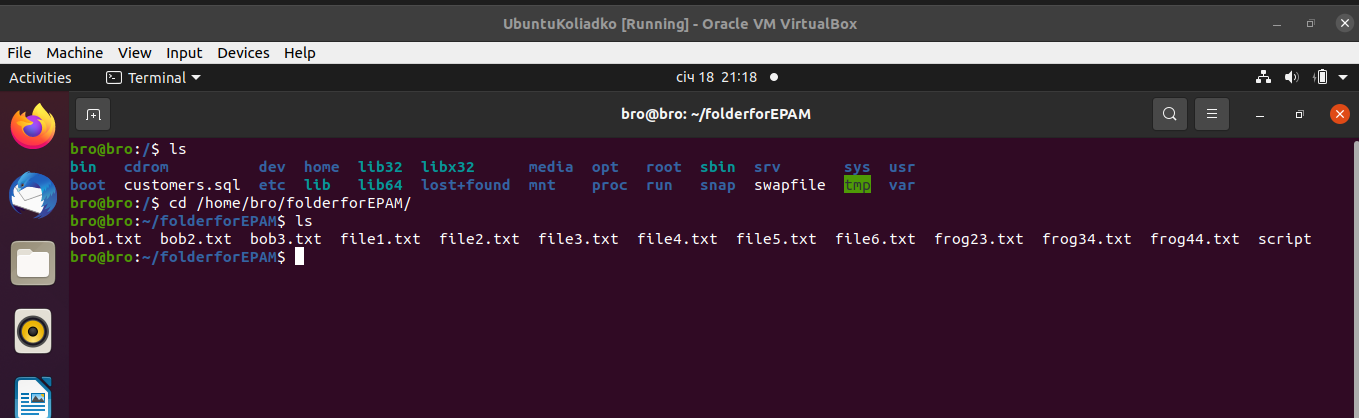 UbuntuKoliadko [Running] - Oracle VM VirtualBox
File Machine View Input Devices Help
Activities Terminal січ 18 21:18
bro@bro: ~/folderforEPAM
bro@bro:/$ ls
bin cdrom dev home lib32 libx32 media opt root sbin srv sys usr
boot customers.sql etc lib lib64 lost+found mnt proc run snap swapfile tmp var
bro@bro:/$ cd /home/bro/folderforEPAM/
bro@bro:~/folderforEPAM$ ls
bob1.txt bob2.txt bob3.txt file1.txt file2.txt file3.txt file4.txt file5.txt file6.txt frog23.txt frog34.txt frog44.txt script
bro@bro:~/folderforEPAM$